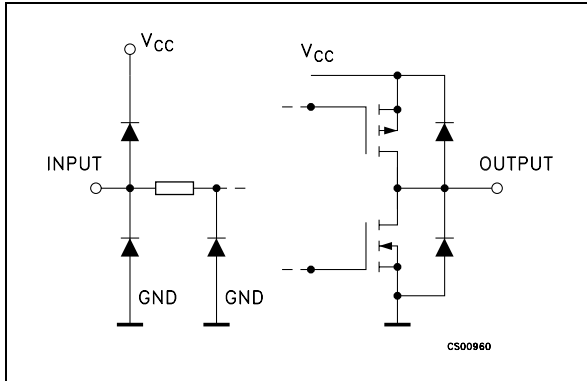 VCC
VCC
INPUT
OUTPUT
GND
GND
CS00960